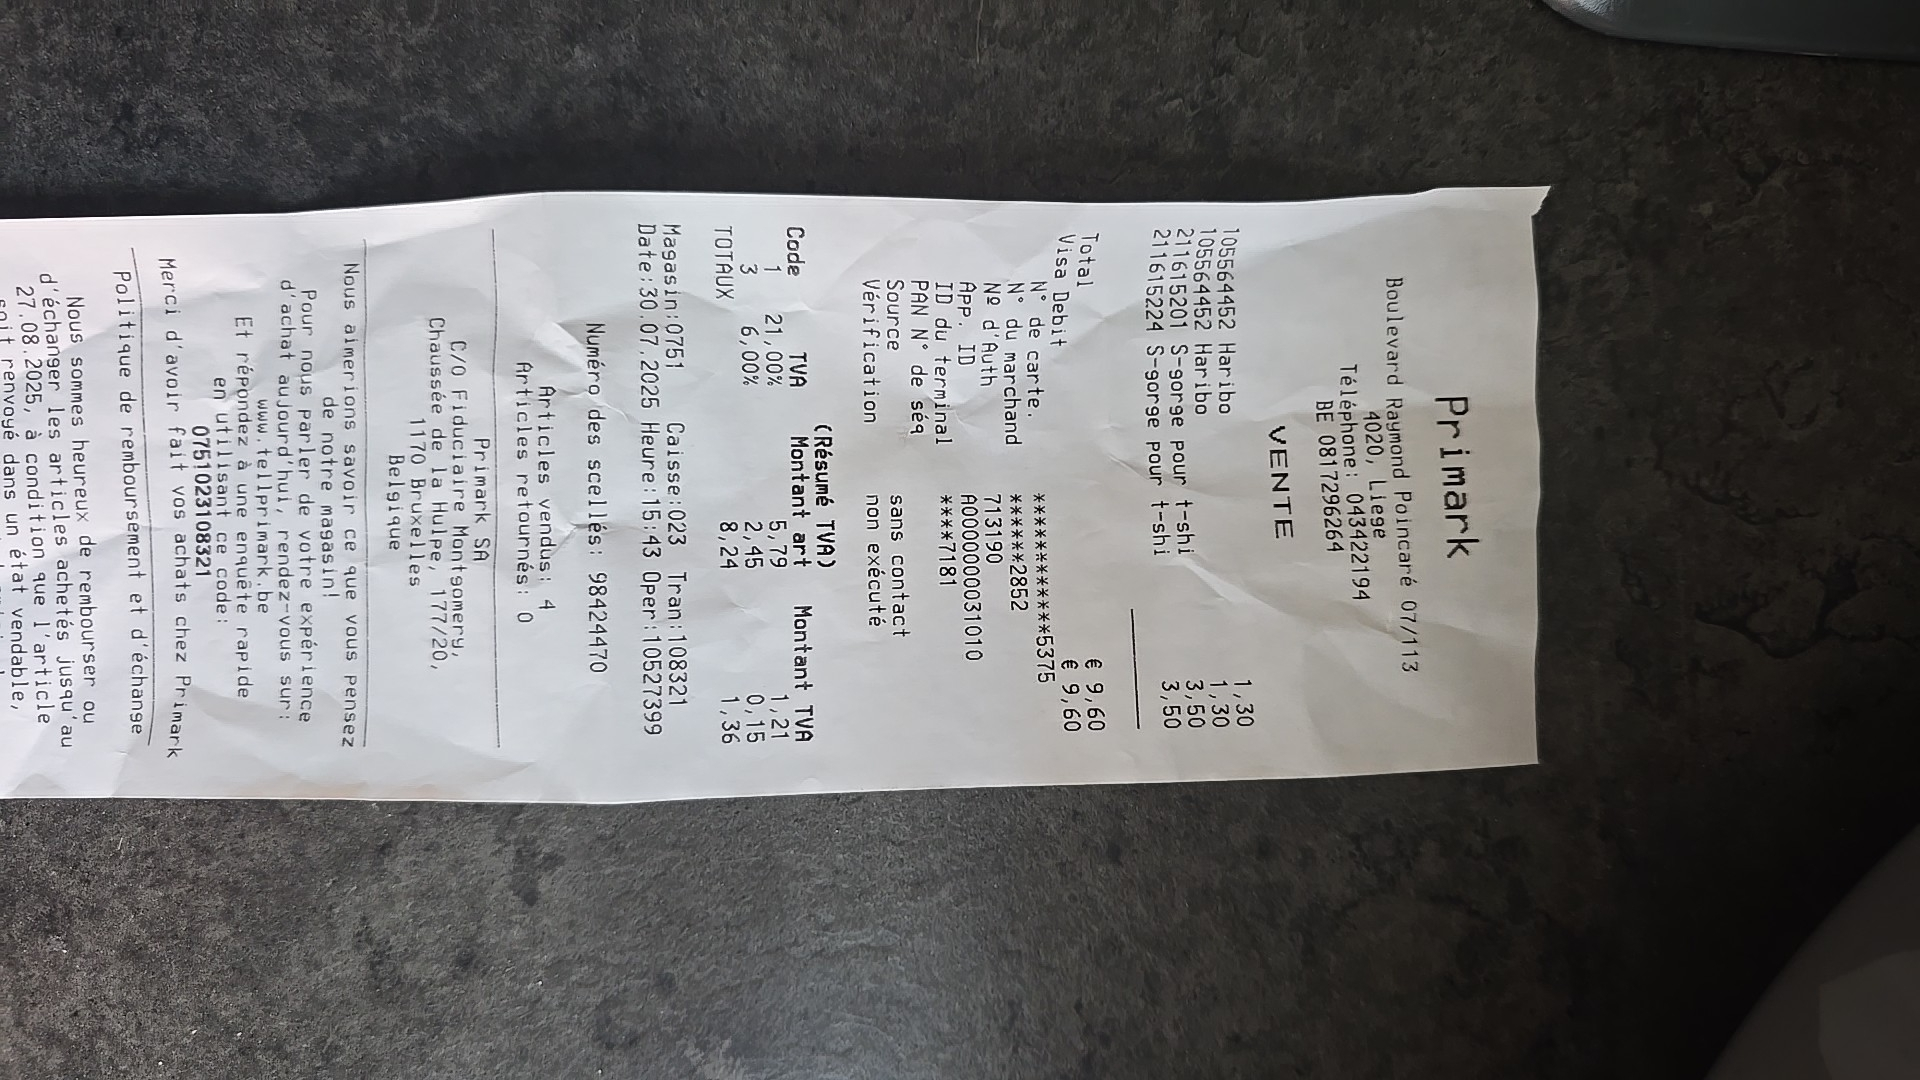 Primark
Boulevard Raymond Poincaré 07/113
4020, Liege
Téléphone: 043422194
BE 0817296264
VENTE
105564452 Haribo 1,30
105564452 Haribo 1,30
211615201 S-gorge pour t-shi 3,50
211615224 S-gorge pour t-shi 3,50
Total € 9,60
Visa Debit € 9,60
N° de carte. ************5375
N° du marchand ******2852
Nº d'Auth 713190
App. ID A0000000031010
ID du terminal ****7181
PAN N° de séq
Source sans contact
Vérification non exécuté
(Résumé TVA)
Code TVA Montant art Montant TVA
1 21,00% 5,79 1,21
3 6,00% 2,45 0,15
TOTAUX 8,24 1,36
Magasin:0751 Caisse:023 Tran:108321
Date:30.07.2025 Heure:15:43 Oper:10527399
Numéro des scellés: 98424470
Articles vendus: 4
Articles retournés: 0
Primark SA
C/o Fiduciaire Montgomery,
Chaussée de la Hulpe, 177/20,
1170 Bruxelles
Belgique
Nous aimerions savoir ce que vous pensez
de notre magasin!
Pour nous parler de votre expérience
d'achat aujourd'hui, rendez-vous sur:
www.tellprimark.be
Et répondez à une enquête rapide
en utilisant ce code:
0751023108321
Merci d'avoir fait vos achats chez Primark
Politique de remboursement et d'échange
Nous sommes heureux de rembourser ou
d'échanger les articles achetés jusqu'au
27.08.2025, à condition que l'article
soit renvoyé dans un état vendable,